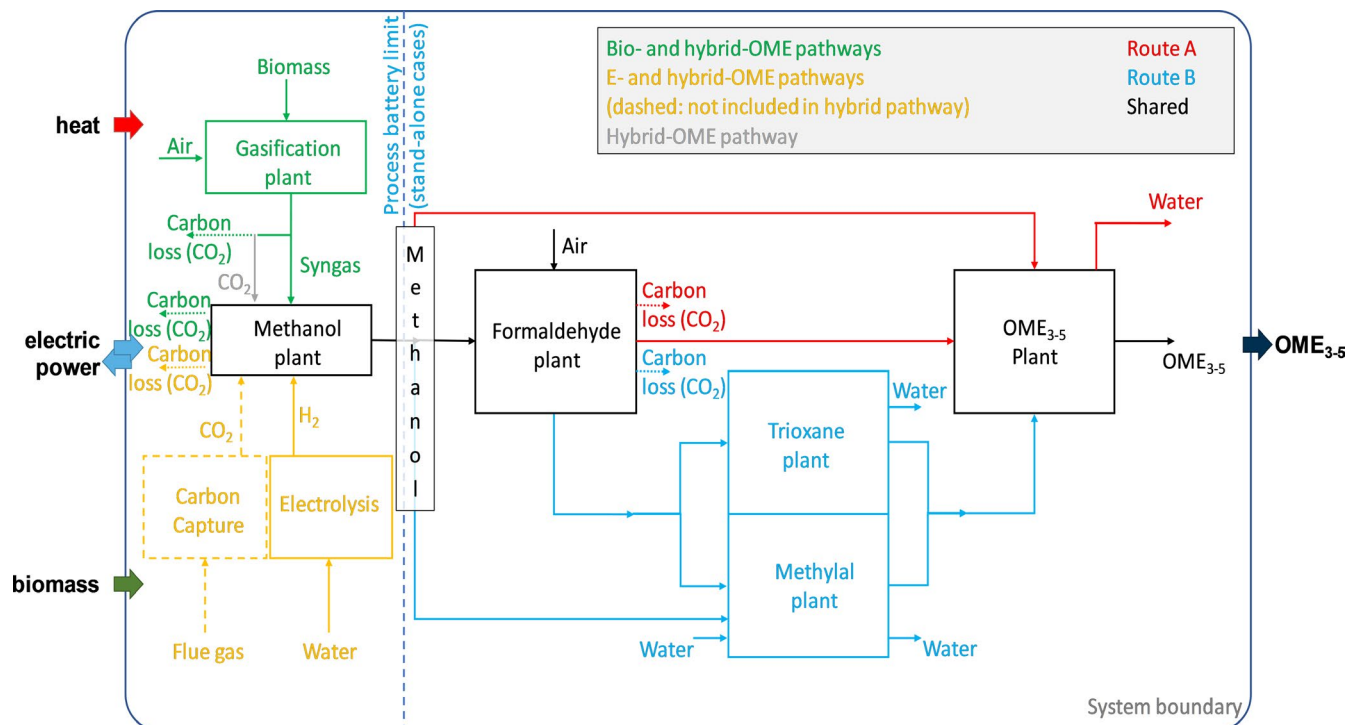 Bio- and hybrid-OME pathways
E- and hybrid-OME pathways
(dashed: not included in hybrid pathway)
Hybrid-OME pathway
Route A
Route B
Shared
Process battery limit
(stand-alone cases)
Biomass
heat
Air
Gasification
plant
Carbon
loss (CO₂)
CO₂
Syngas
Carbon
loss (CO₂)
electric
power
Carbon
loss (CO₂)
Methanol
plant
Methanol
Air
Formaldehyde
plant
Carbon
loss (CO₂)
Carbon
loss (CO₂)
Water
OME₃₋₅
Plant
OME₃₋₅
OME₃₋₅
CO₂
H₂
Carbon
Capture
Electrolysis
Trioxane
plant
Water
Methylal
plant
biomass
Flue gas
Water
Water
Water
System boundary